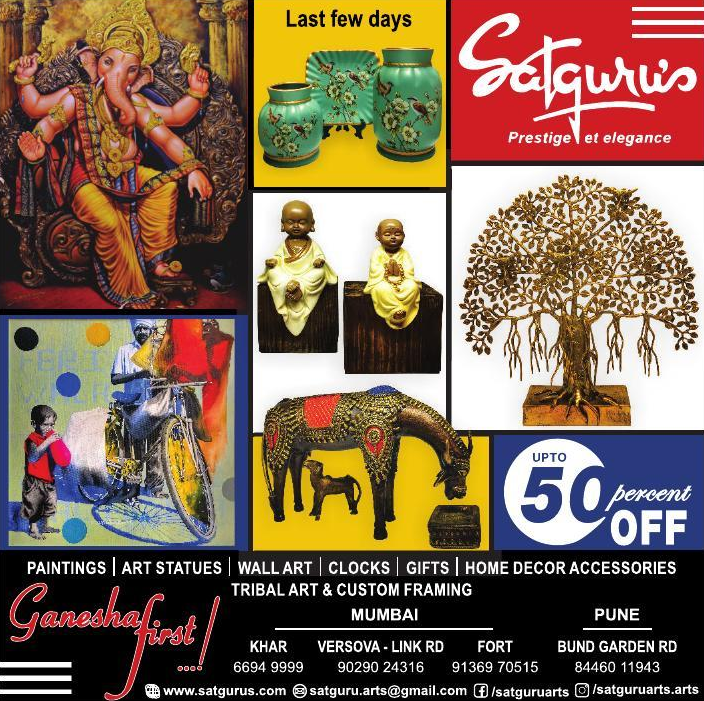 Last few days
Satguru's
Prestige et elegance
UPTO
50 percent
OFF
PAINTINGS | ART STATUES | WALL ART | CLOCKS | GIFTS | HOME DECOR ACCESSORIES
TRIBAL ART & CUSTOM FRAMING
Ganesha first....!
MUMBAI
PUNE
KHAR VERSOVA - LINK RD FORT BUND GARDEN RD
6694 9999 90290 24316 91369 70515 84460 11943
www.satgurus.com satguru.arts@gmail.com /satguruarts /satguruarts.arts